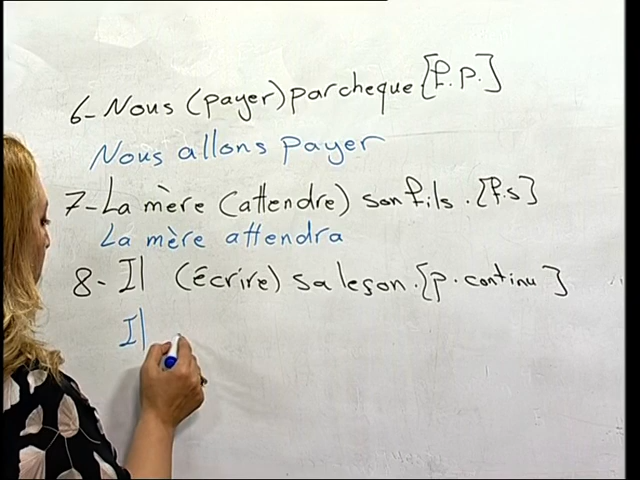 6- Nous (payer) par cheque [f.p.]
Nous allons payer
7- La mère (attendre) son fils. [f.s]
La mère attendra
8- Il (écrire) sa leçon. [p. continu]
Il